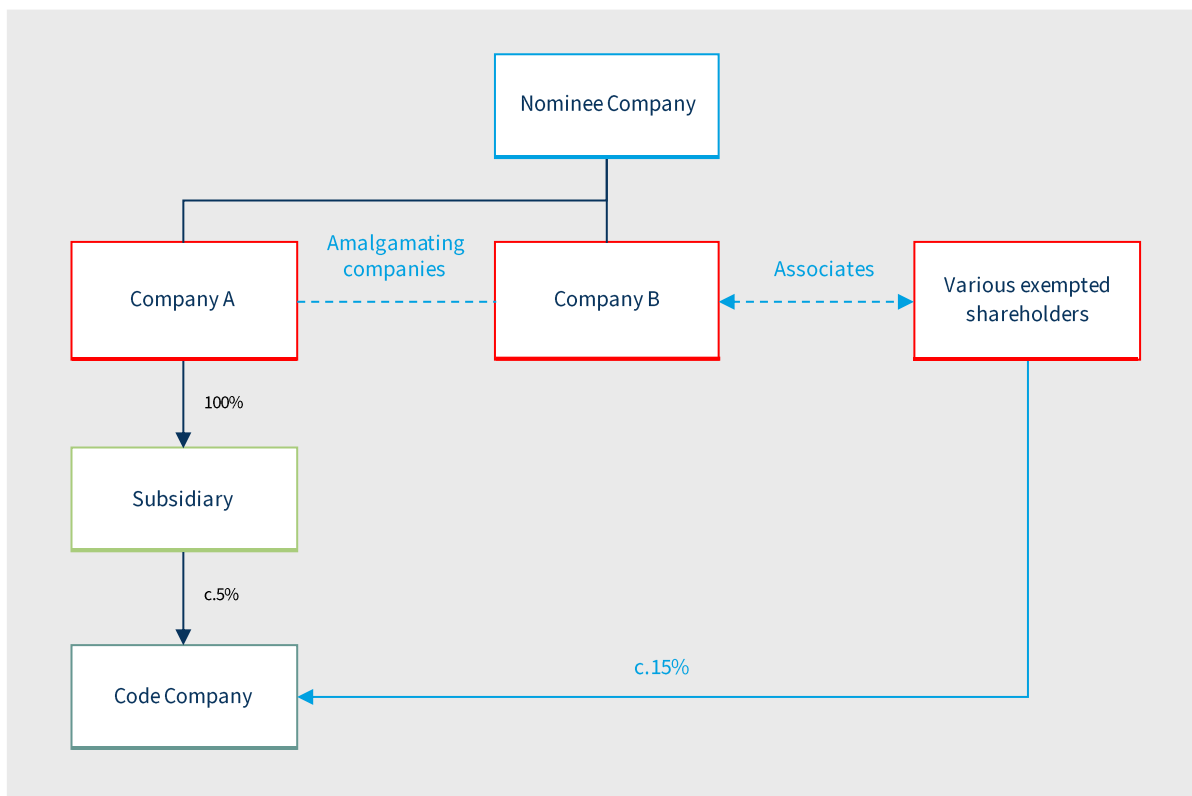 Nominee Company
Amalgamating
companies
Company A
Company B
Associates
Various exempted
shareholders
100%
Subsidiary
c.5%
Code Company
c.15%